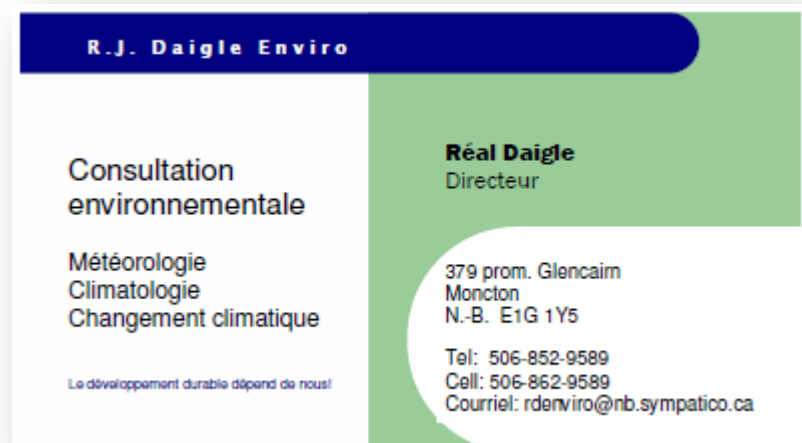 R.J. Daigle Enviro
Consultation
environnementale
Météorologie
Climatologie
Changement climatique
Le développement durable dépend de nous!
Réal Daigle
Directeur
379 prom. Glencairn
Moncton
N.-B. E1G 1Y5
Tel: 506-852-9589
Cell: 506-862-9589
Courriel: rdenviro@nb.sympatico.ca